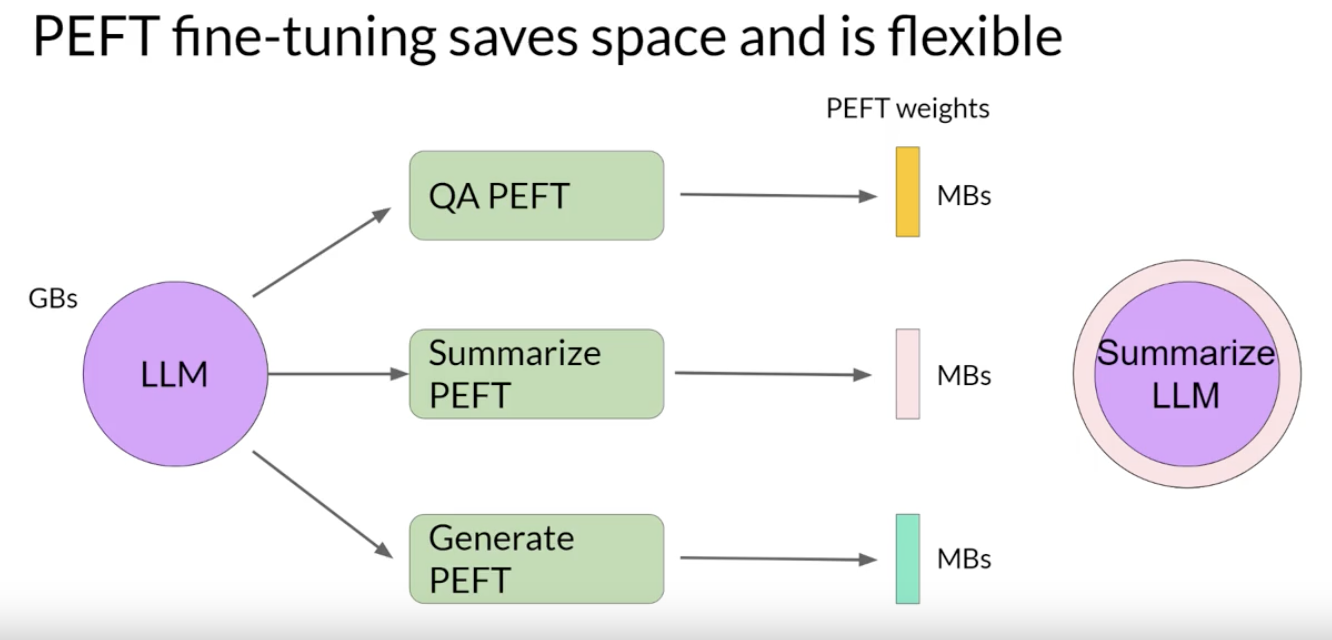 PEFT fine-tuning saves space and is flexible
PEFT weights
QA PEFT
MBs
GBs
LLM
Summarize
PEFT
MBs
Summarize
LLM
Generate
PEFT
MBs